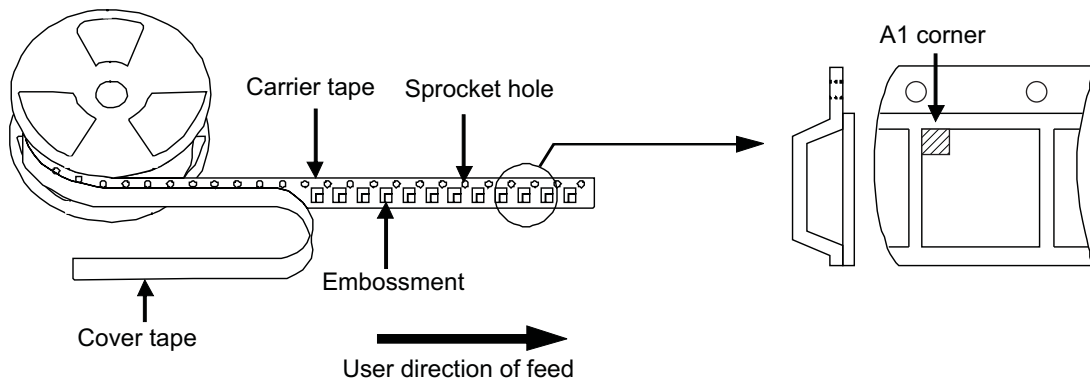 A1 corner
Carrier tape
Sprocket hole
Embossment
Cover tape
User direction of feed